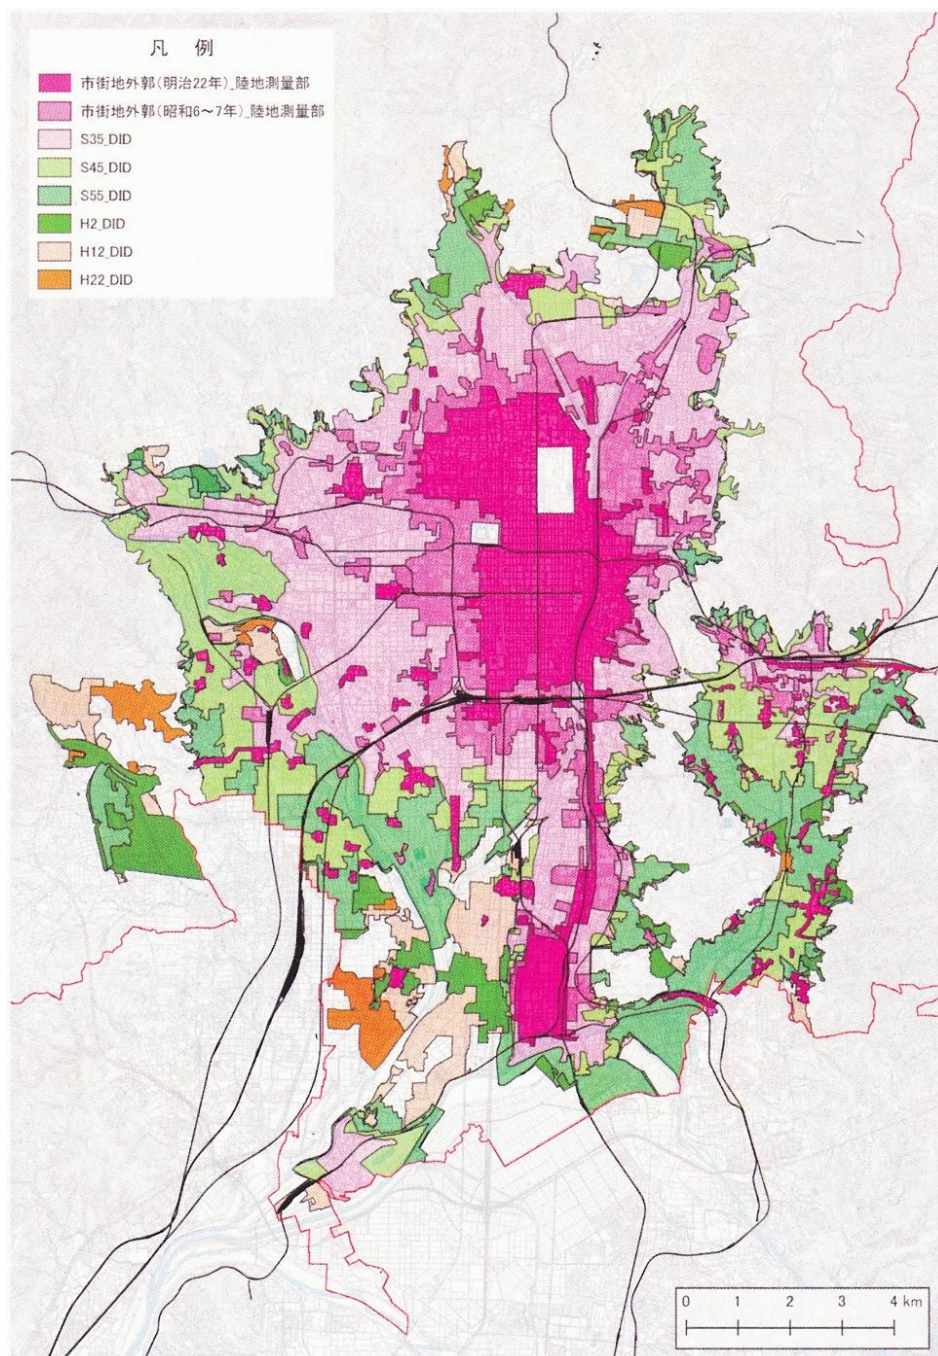 凡 例
市街地外郭(明治22年)_陸地測量部
市街地外郭(昭和6～7年)_陸地測量部
S35_DID
S45_DID
S55_DID
H2_DID
H12_DID
H22_DID
0 1 2 3 4 km